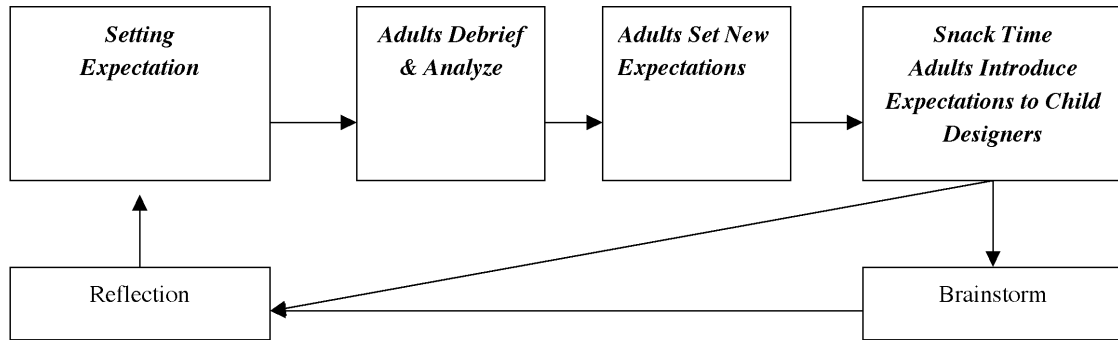 Setting
Expectation
Adults Debrief
& Analyze
Adults Set New
Expectations
Snack Time
Adults Introduce
Expectations to Child
Designers
Reflection
Brainstorm